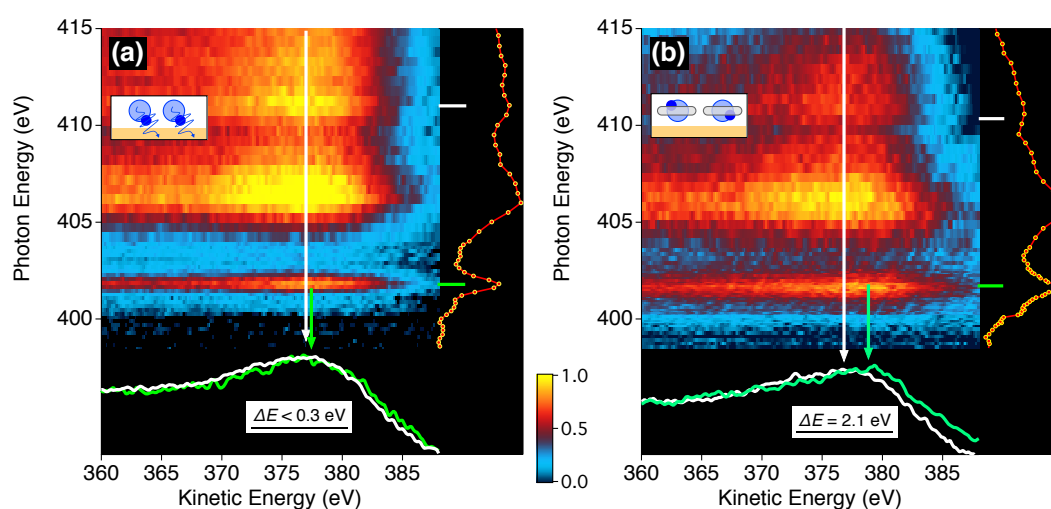 (a)
(b)
Photon Energy (eV)
415
410
405
400
ΔE < 0.3 eV
360 365 370 375 380 385
Kinetic Energy (eV)
1.0
0.5
0.0
Photon Energy (eV)
415
410
405
400
ΔE = 2.1 eV
360 365 370 375 380 385
Kinetic Energy (eV)